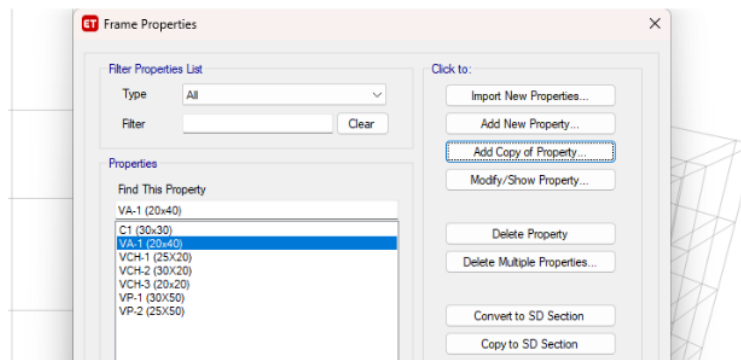 ET Frame Properties
Filter Properties List
Type All
Filter Clear
Properties
Find This Property
VA-1 (20x40)
C1 (30x30)
VA-1 (20x40)
VCH-1 (25X20)
VCH-2 (30X20)
VCH-3 (20x20)
VP-1 (30X50)
VP-2 (25X50)
Click to:
Import New Properties...
Add New Property...
Add Copy of Property...
Modify/Show Property...
Delete Property
Delete Multiple Properties...
Convert to SD Section
Copy to SD Section